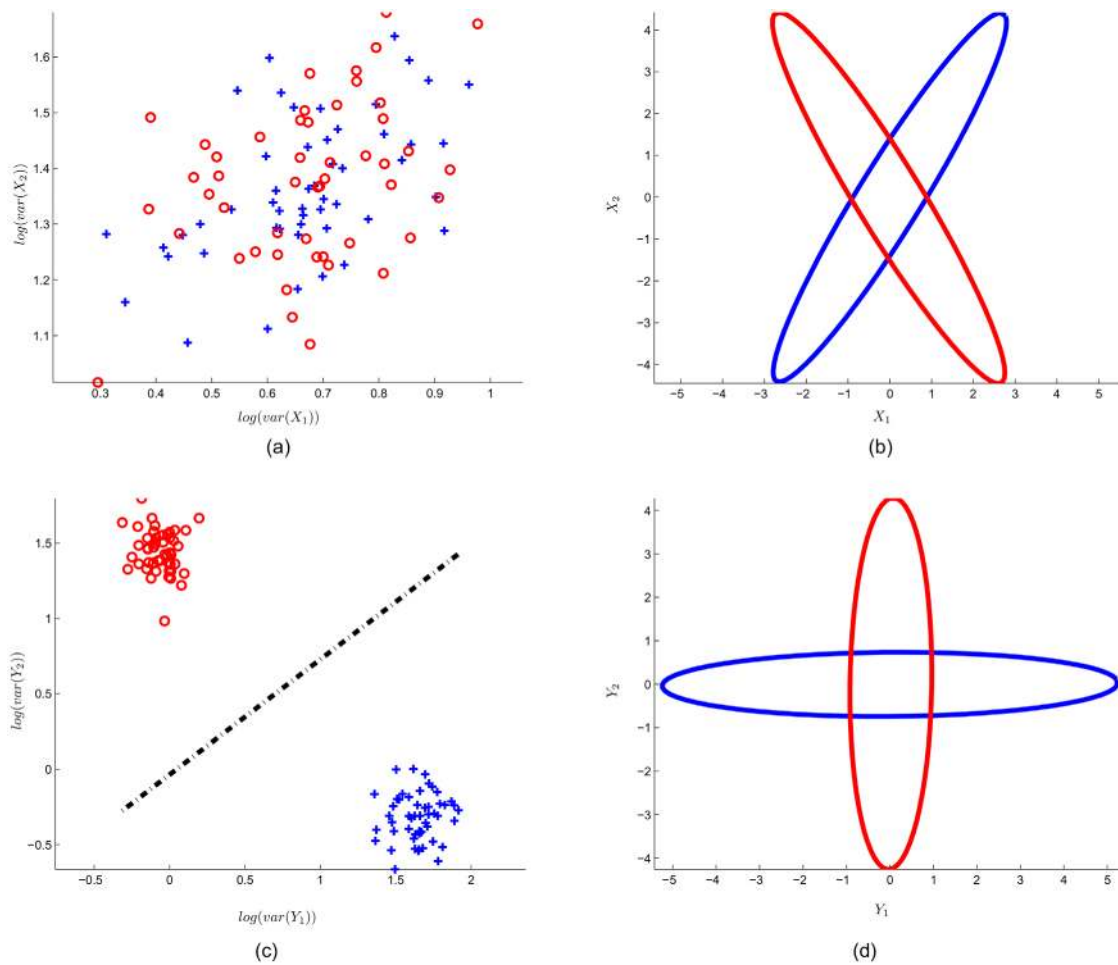 1.6
1.5
1.4
1.3
1.2
1.1
log(var(X₂))
0.3 0.4 0.5 0.6 0.7 0.8 0.9 1
log(var(X₁))
(a)
4
3
2
1
0
−1
−2
−3
−4
X₂
−5 −4 −3 −2 −1 0 1 2 3 4 5
X₁
(b)
1.5
1
0.5
0
−0.5
log(var(Y₂))
−0.5 0 0.5 1 1.5 2
log(var(Y₁))
(c)
4
3
2
1
0
−1
−2
−3
−4
Y₂
−5 −4 −3 −2 −1 0 1 2 3 4 5
Y₁
(d)